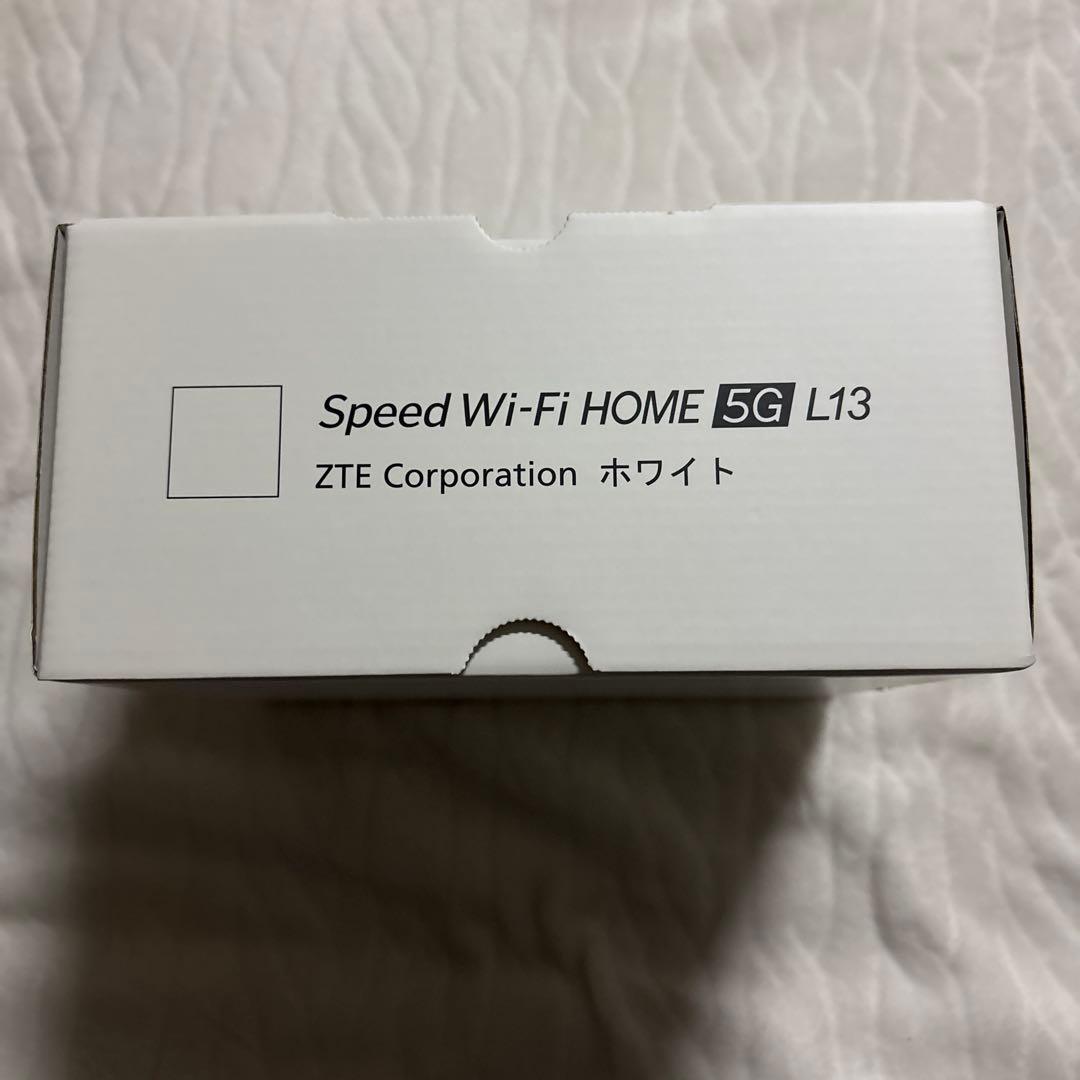 Speed Wi-Fi HOME 5G L13
ZTE Corporation ホワイト